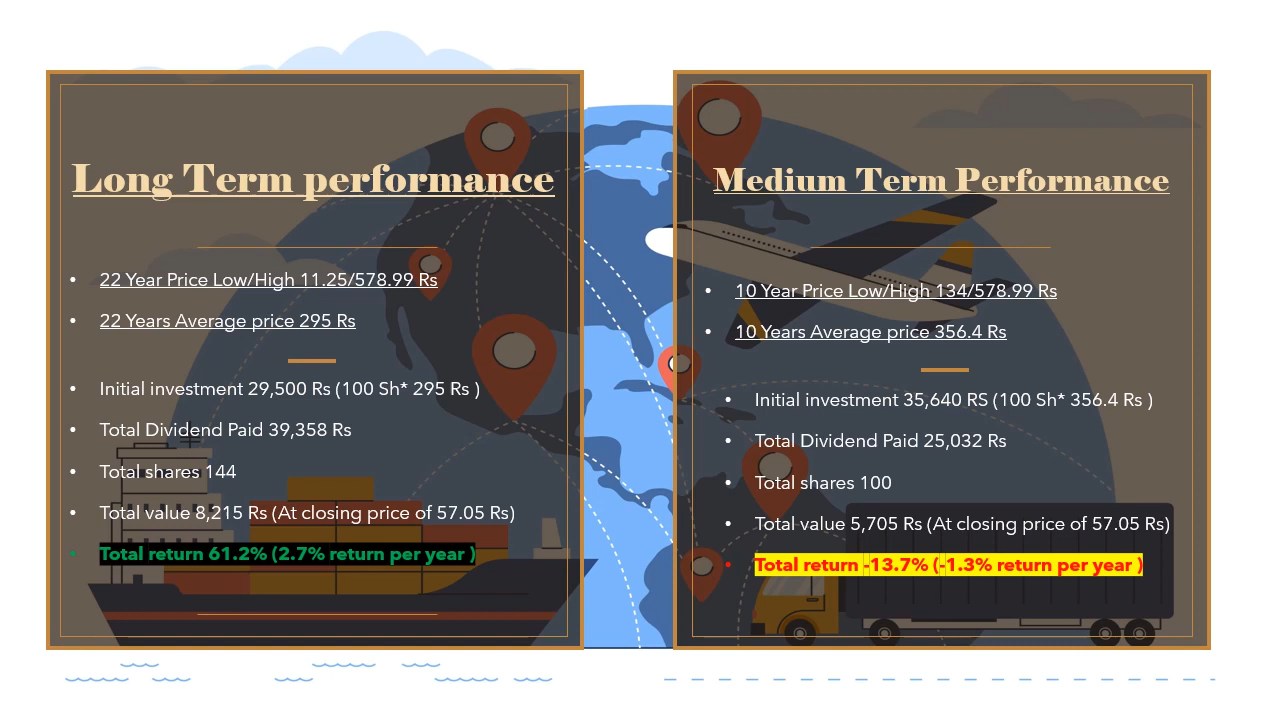 Long Term performance
• 22 Year Price Low/High 11.25/578.99 Rs
• 22 Years Average price 295 Rs
• Initial investment 29,500 Rs (100 Sh* 295 Rs )
• Total Dividend Paid 39,358 Rs
• Total shares 144
• Total value 8,215 Rs (At closing price of 57.05 Rs)
• Total return 61.2% (2.7% return per year )
Medium Term Performance
• 10 Year Price Low/High 134/578.99 Rs
• 10 Years Average price 356.4 Rs
• Initial investment 35,640 RS (100 Sh* 356.4 Rs )
• Total Dividend Paid 25,032 Rs
• Total shares 100
• Total value 5,705 Rs (At closing price of 57.05 Rs)
• Total return -13.7% (-1.3% return per year )